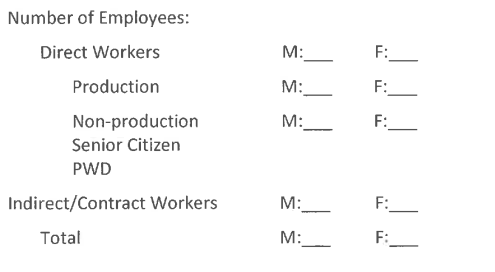 Number of Employees:
Direct Workers M:___ F:___
Production M:___ F:___
Non-production M:___ F:___
Senior Citizen
PWD
Indirect/Contract Workers M:___ F:___
Total M:___ F:___